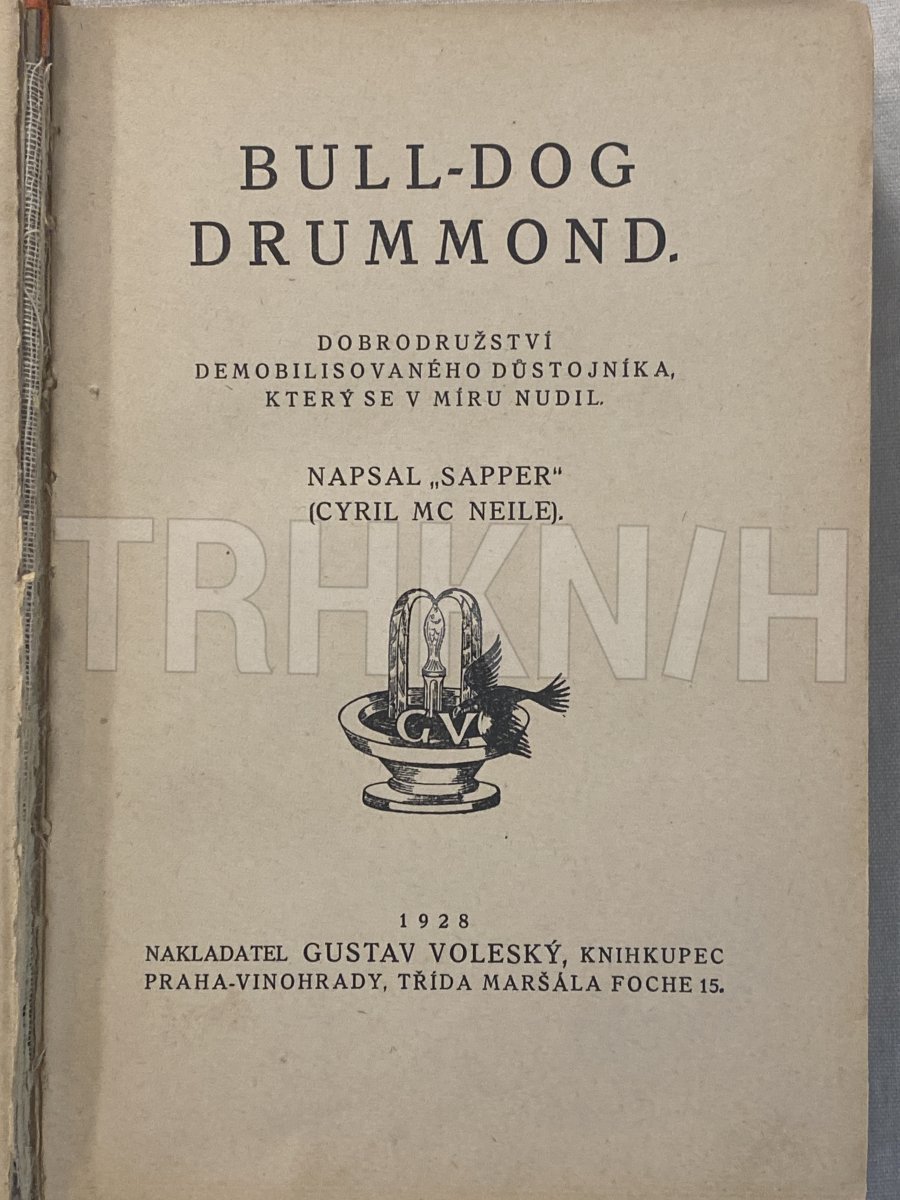 BULL-DOG
DRUMMOND.
DOBRODRUŽSTVÍ
DEMOBILISOVANÉHO DŮSTOJNÍKA,
KTERÝ SE V MÍRU NUDIL.
NAPSAL „SAPPER“
(CYRIL MC NEILE).
TRHKNIH
GV
1928
NAKLADATEL GUSTAV VOLESKÝ, KNIHKUPEC
PRAHA-VINOHRADY, TŘÍDA MARŠÁLA FOCHE 15.